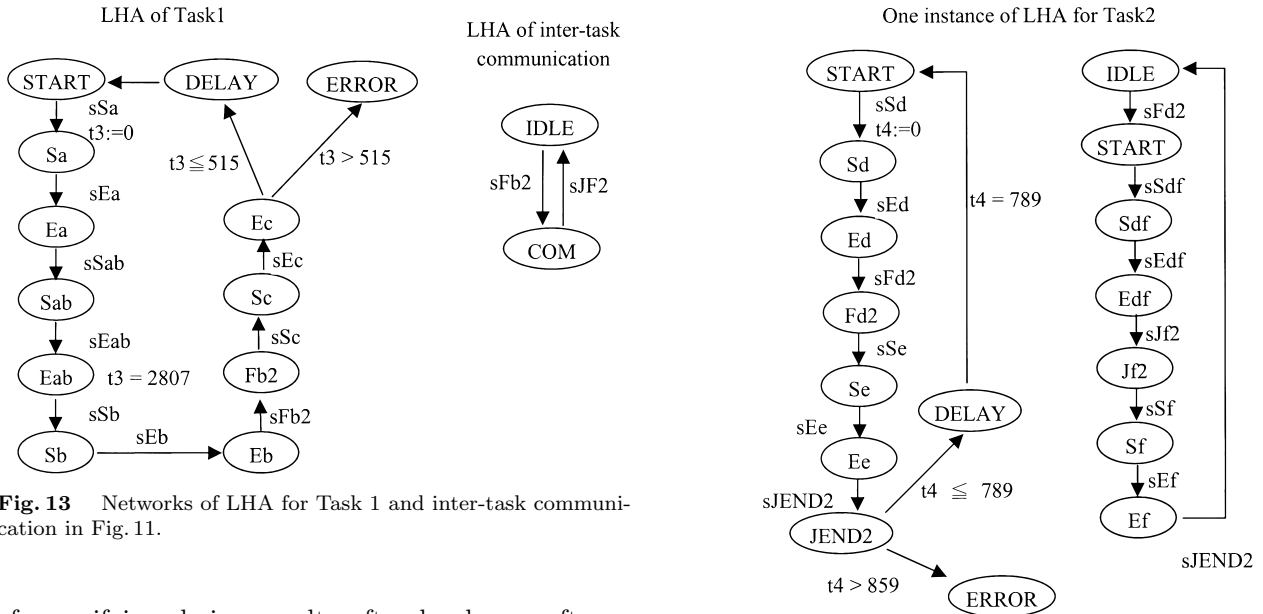 LHA of Task1
START
DELAY
ERROR
sSa
t3:=0
Sa
sEa
Ea
sSab
Sab
sEab
Eab
t3 = 2807
sSb
Sb
sEb
Eb
sFb2
Fb2
sSc
Sc
sEc
Ec
t3≦515
t3 > 515
LHA of inter-task
communication
IDLE
sFb2
sJF2
COM
Fig. 13 Networks of LHA for Task 1 and inter-task communi-
cation in Fig. 11.
One instance of LHA for Task2
START
sSd
t4:=0
Sd
sEd
Ed
sFd2
Fd2
sSe
Se
sEe
Ee
sJEND2
JEND2
t4 ≦ 789
DELAY
t4 = 789
t4 > 859
ERROR
IDLE
sFd2
START
sSdf
Sdf
sEdf
Edf
sJf2
Jf2
sSf
Sf
sEf
Ef
sJEND2